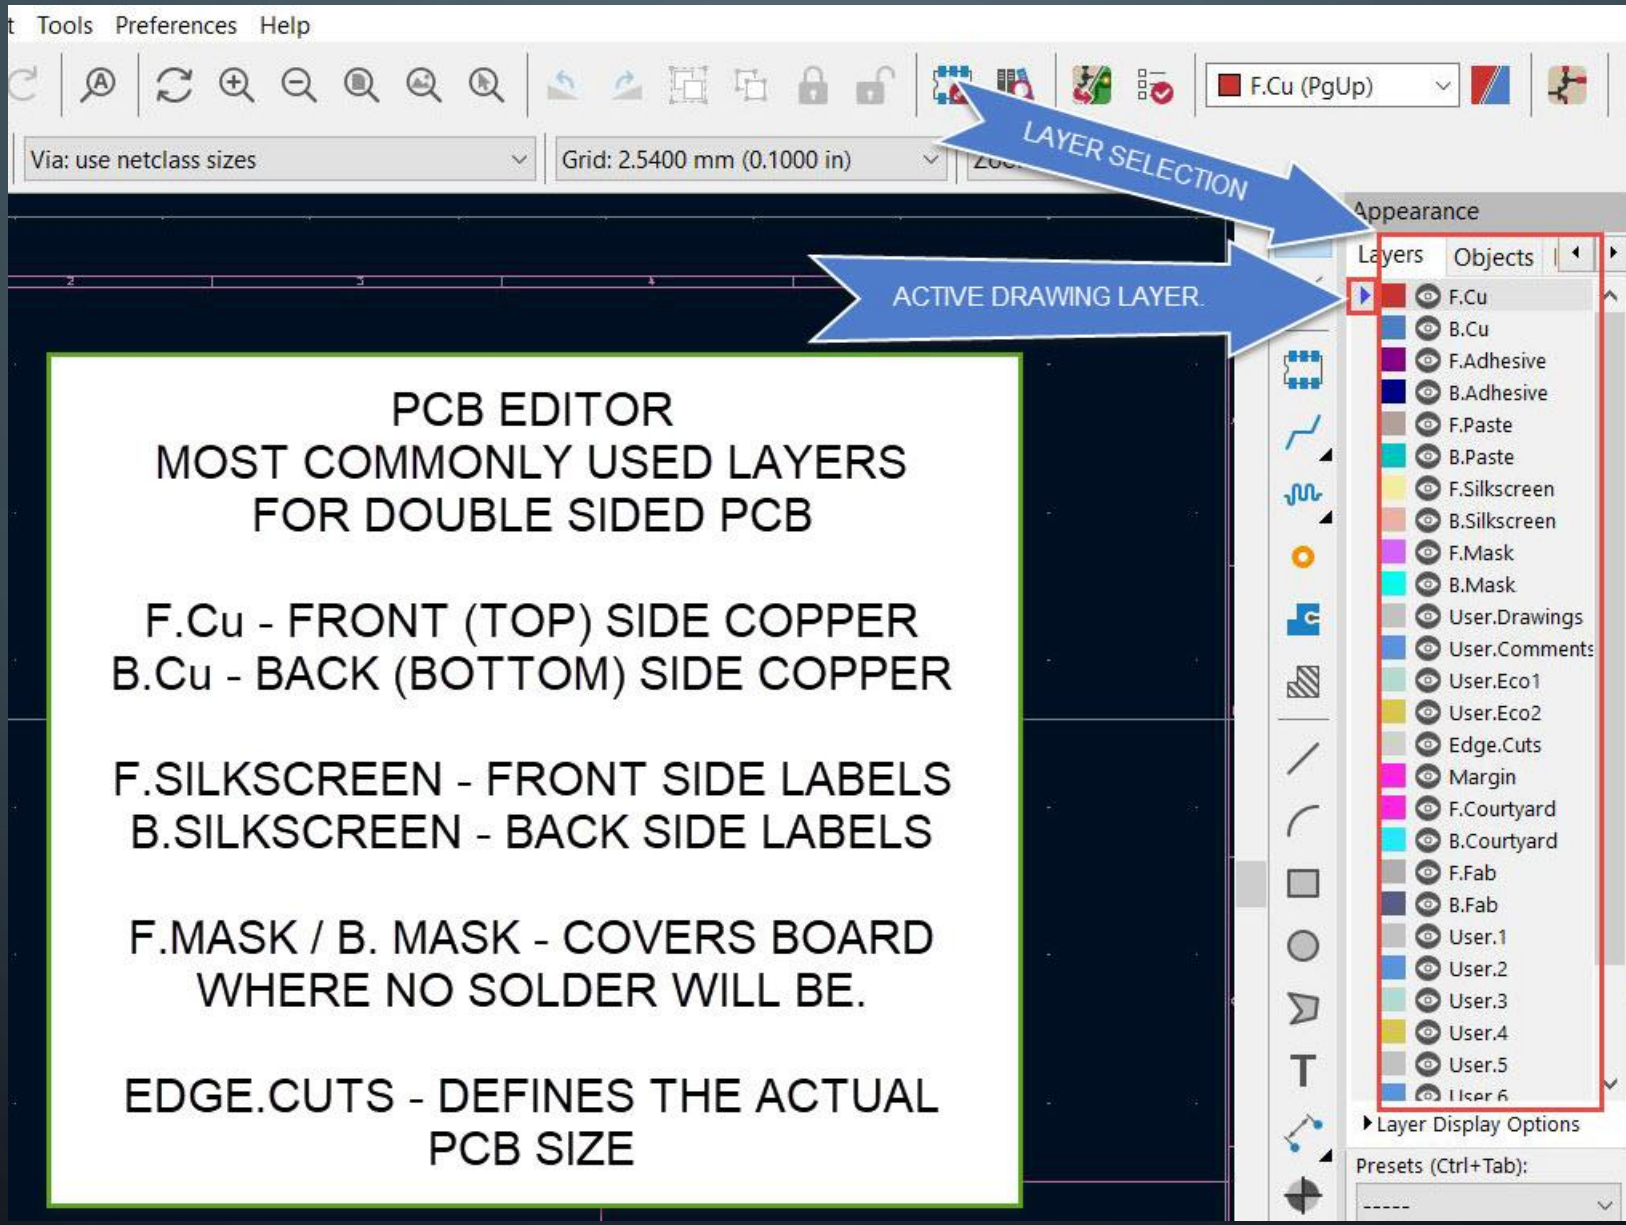 t Tools Preferences Help
F.Cu (PgUp)
Via: use netclass sizes
Grid: 2.5400 mm (0.1000 in)
LAYER SELECTION
Appearance
Layers Objects
ACTIVE DRAWING LAYER.
F.Cu
B.Cu
F.Adhesive
B.Adhesive
F.Paste
B.Paste
F.Silkscreen
B.Silkscreen
F.Mask
B.Mask
User.Drawings
User.Comments
User.Eco1
User.Eco2
Edge.Cuts
Margin
F.Courtyard
B.Courtyard
F.Fab
B.Fab
User.1
User.2
User.3
User.4
User.5
User.6
Layer Display Options
Presets (Ctrl+Tab):
-----
PCB EDITOR
MOST COMMONLY USED LAYERS
FOR DOUBLE SIDED PCB
F.Cu - FRONT (TOP) SIDE COPPER
B.Cu - BACK (BOTTOM) SIDE COPPER
F.SILKSCREEN - FRONT SIDE LABELS
B.SILKSCREEN - BACK SIDE LABELS
F.MASK / B. MASK - COVERS BOARD
WHERE NO SOLDER WILL BE.
EDGE.CUTS - DEFINES THE ACTUAL
PCB SIZE
2 3 4